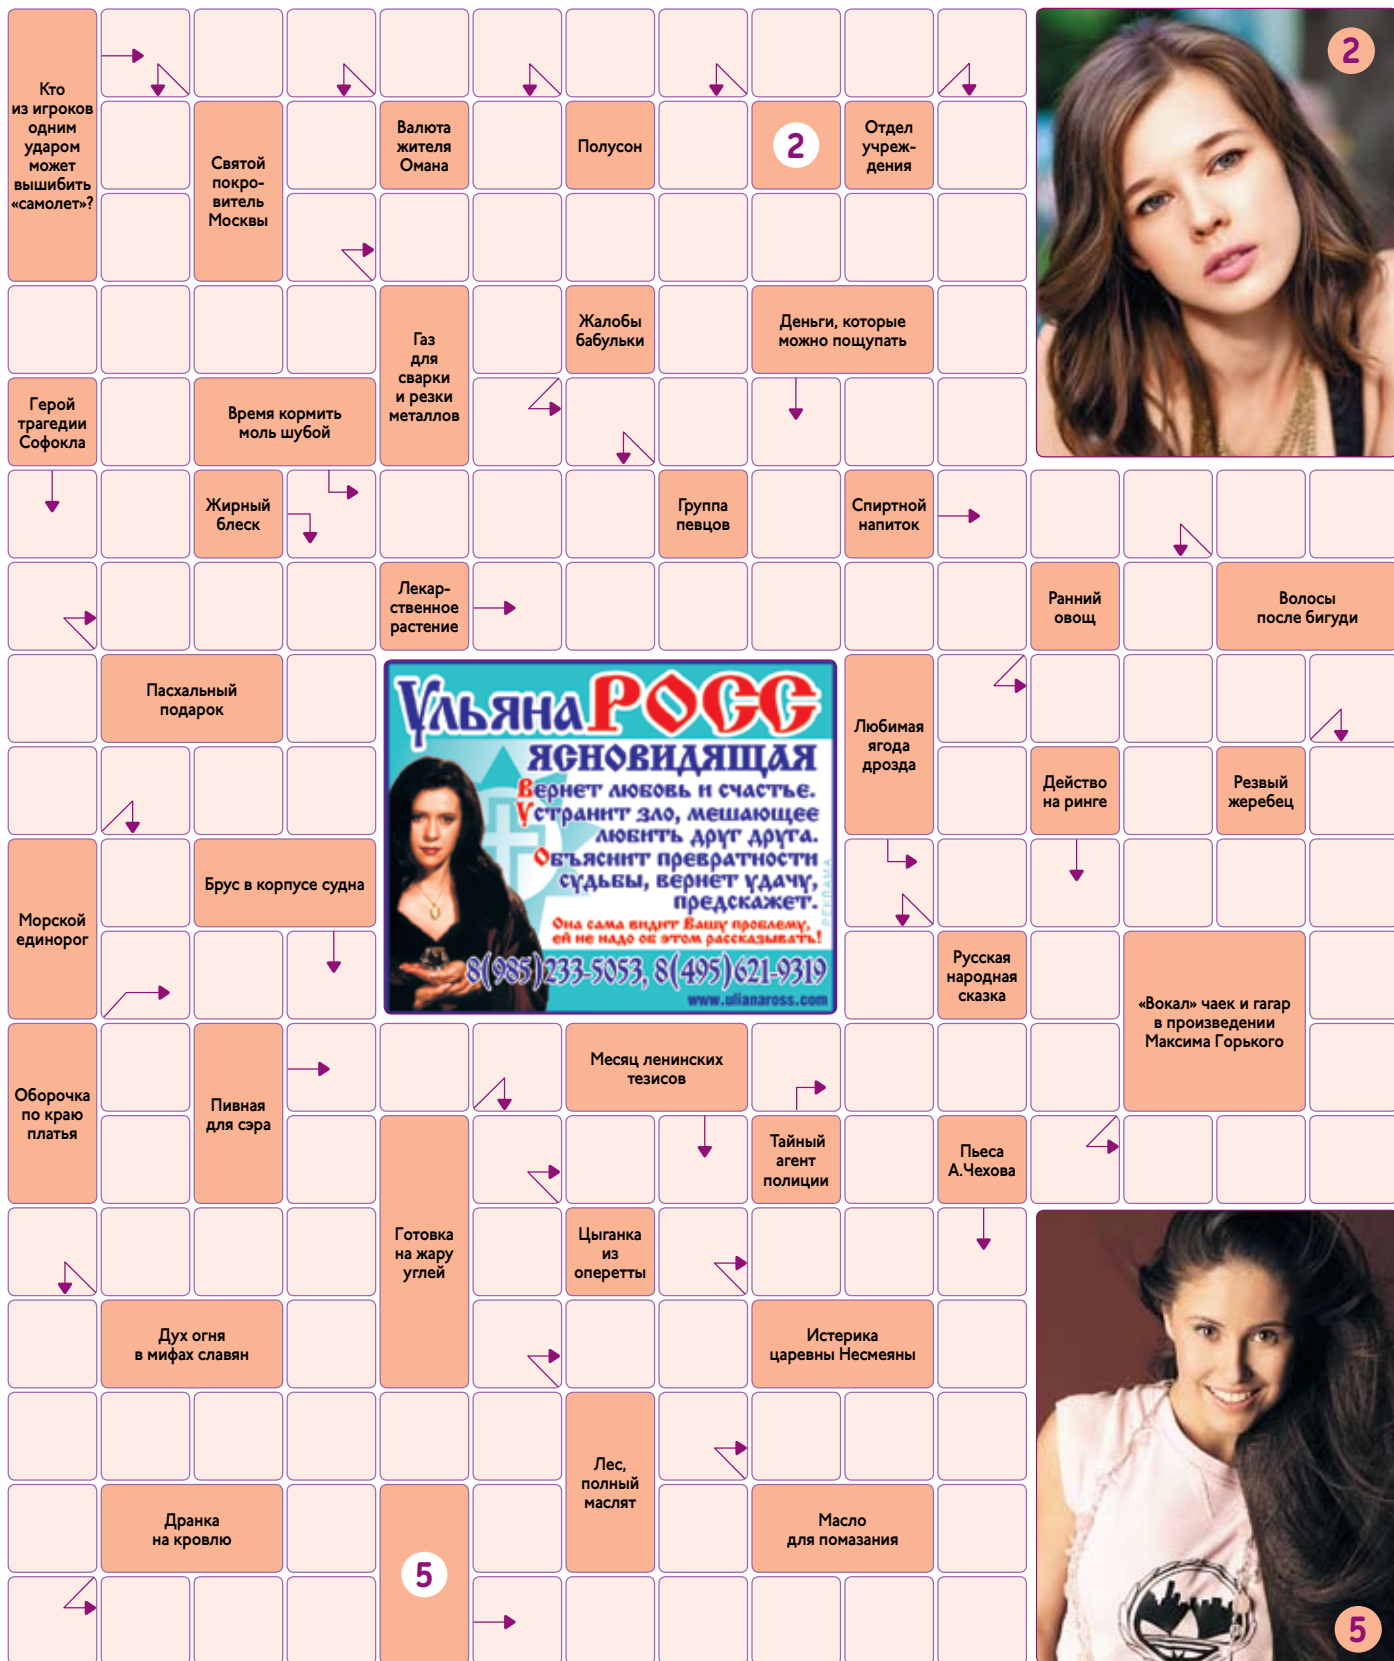 Кто
из игроков
одним
ударом
может
вышибить
«самолет»?
Святой
покро-
витель
Москвы
Валюта
жителя
Омана
Полусон
2
Отдел
учреж-
дения
2
Газ
для
сварки
и резки
металлов
Жалобы
бабульки
Деньги, которые
можно пощупать
Герой
трагедии
Софокла
Время кормить
моль шубой
Жирный
блеск
Группа
певцов
Спиртной
напиток
Лекар-
ственное
растение
Ранний
овощ
Волосы
после бигуди
Пасхальный
подарок
Любимая
ягода
дрозда
Действо
на ринге
Резвый
жеребец
Ульяна РОСС
ЯСНОВИДЯЩАЯ
Вернет любовь и счастье.
Устранит зло, мешающее
любить друг друга.
Объяснит превратности
судьбы, вернет удачу,
предскажет.
Она сама видит Вашу проблему,
ей не надо об этом рассказывать!
8(985)233-5053, 8(495)621-9319
www.ulianaross.com
РЕКЛАМА
Морской
единорог
Брус в корпусе судна
Русская
народная
сказка
«Вокал» чаек и гагар
в произведении
Максима Горького
Оборочка
по краю
платья
Пивная
для сэра
Месяц ленинских
тезисов
Тайный
агент
полиции
Пьеса
А.Чехова
Готовка
на жару
углей
Цыганка
из
оперетты
Дух огня
в мифах славян
Истерика
царевны Несмеяны
Лес,
полный
маслят
Дранка
на кровлю
5
Масло
для помазания
5